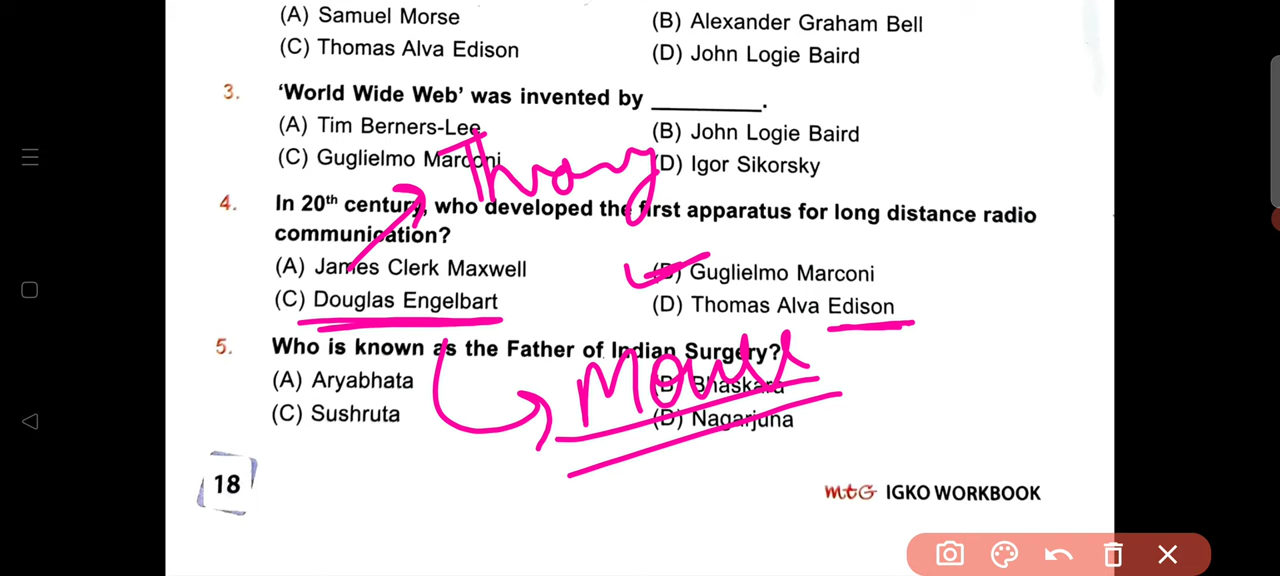 (A) Samuel Morse (B) Alexander Graham Bell
(C) Thomas Alva Edison (D) John Logie Baird
3. 'World Wide Web' was invented by ________.
(A) Tim Berners-Lee (B) John Logie Baird
(C) Guglielmo Marconi (D) Igor Sikorsky
Thoray
4. In 20th century, who developed the first apparatus for long distance radio
communication?
(A) James Clerk Maxwell (B) Guglielmo Marconi
(C) Douglas Engelbart (D) Thomas Alva Edison
5. Who is known as the Father of Indian Surgery?
Mouse
(A) Aryabhata (B) Bhaskara
(C) Sushruta (D) Nagarjuna
18
mtG IGKO WORKBOOK